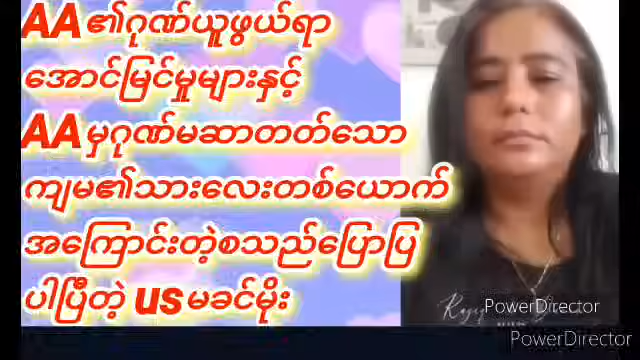 AA ၏ဂုဏ်ယူဖွယ်ရာ
အောင်မြင်မှုများနှင့်
AA မှဂုဏ်မဆာတတ်သော
ကျမ၏သားလေးတစ်ယောက်
အကြောင်းတဲ့စသည်ပြောပြ
ပါပြီတဲ့ us မခင်မိုး
PowerDirector
PowerDirector